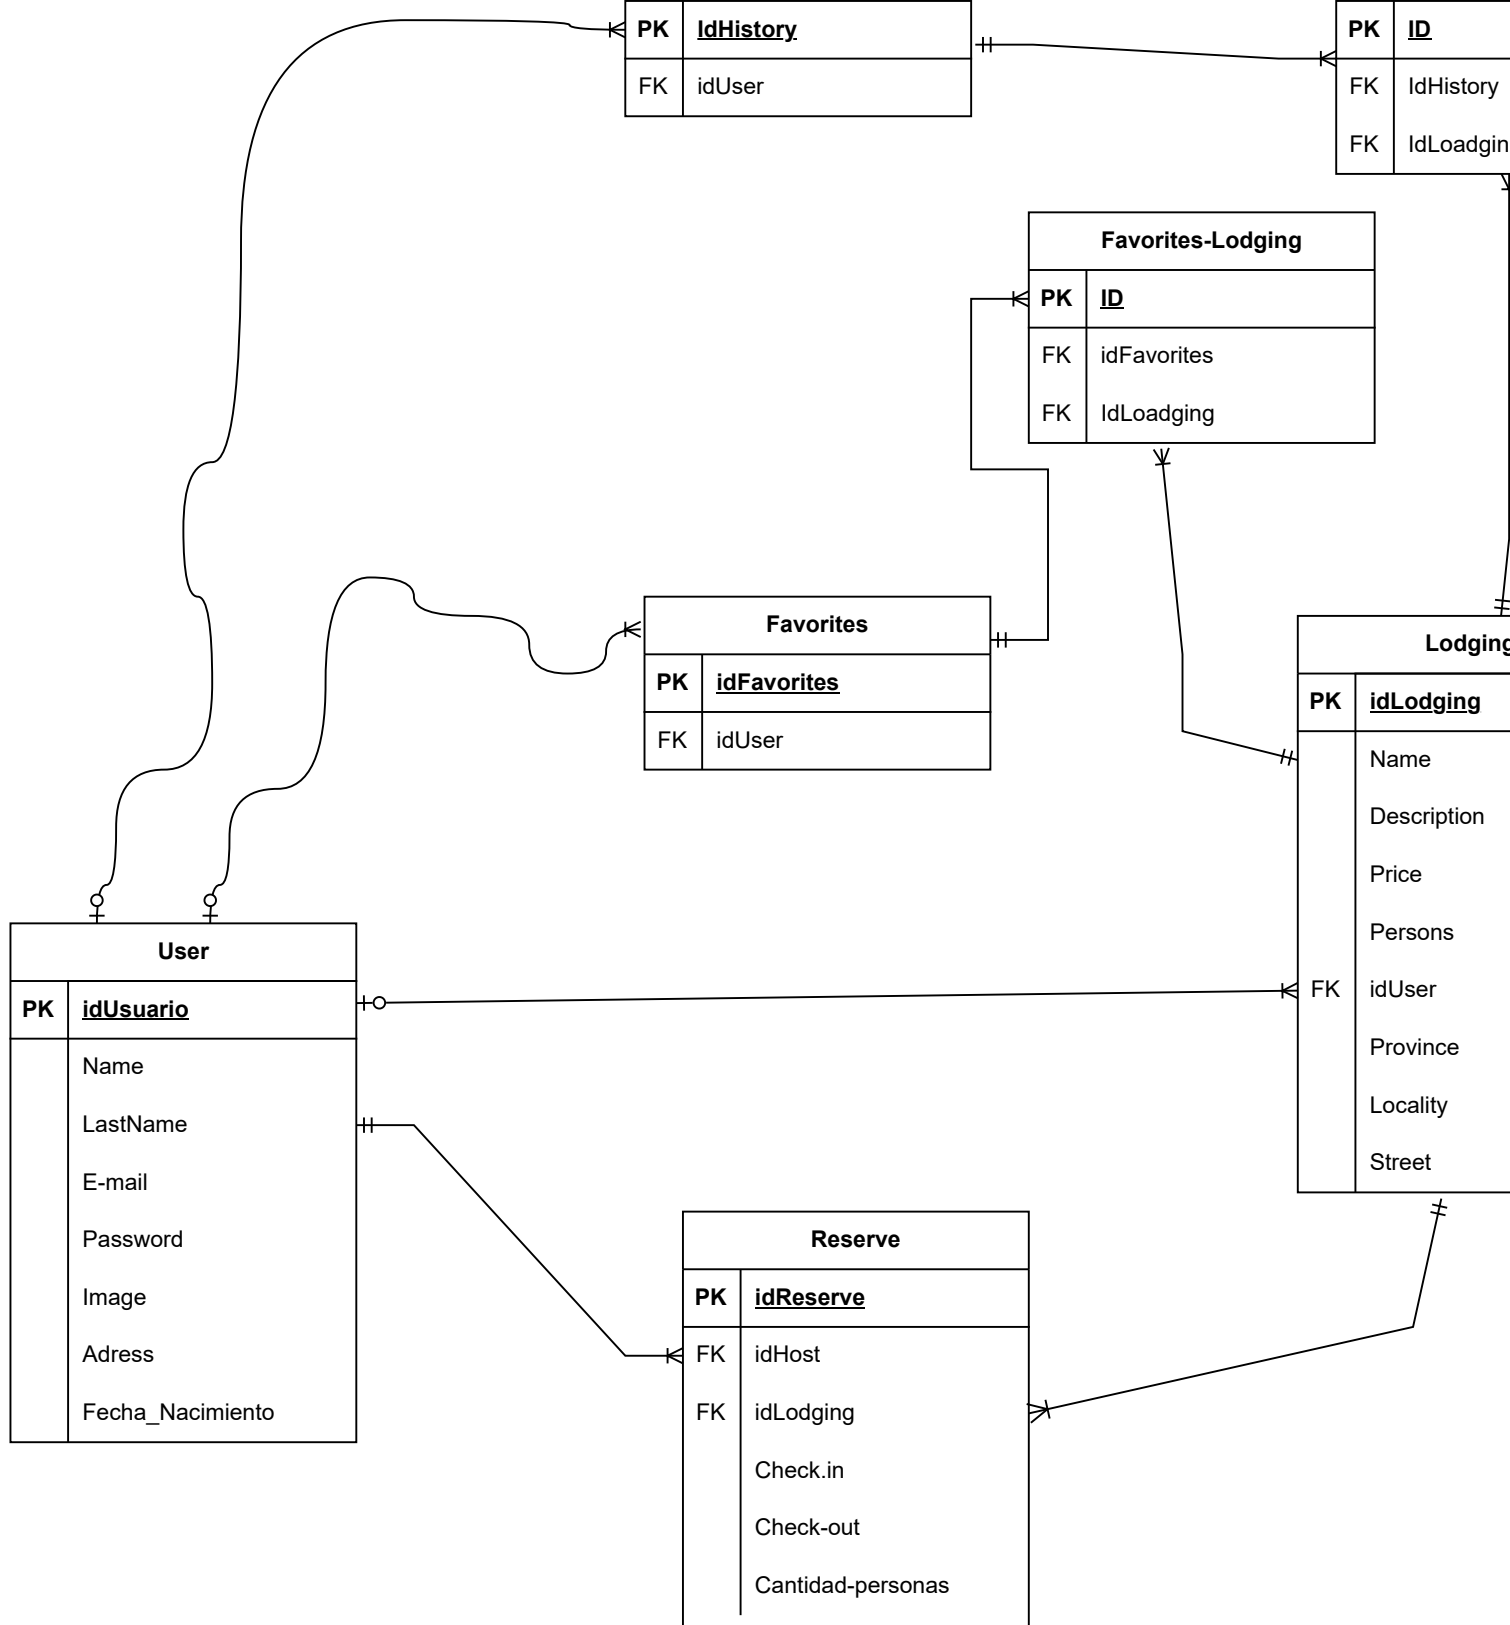 PK IdHistory
FK idUser
PK ID
FK IdHistory
FK IdLoadgin
Favorites-Lodging
PK ID
FK idFavorites
FK IdLoadging
Favorites
PK idFavorites
FK idUser
Lodging
PK idLodging
Name
Description
Price
Persons
FK idUser
Province
Locality
Street
User
PK idUsuario
Name
LastName
E-mail
Password
Image
Adress
Fecha_Nacimiento
Reserve
PK idReserve
FK idHost
FK idLodging
Check.in
Check-out
Cantidad-personas